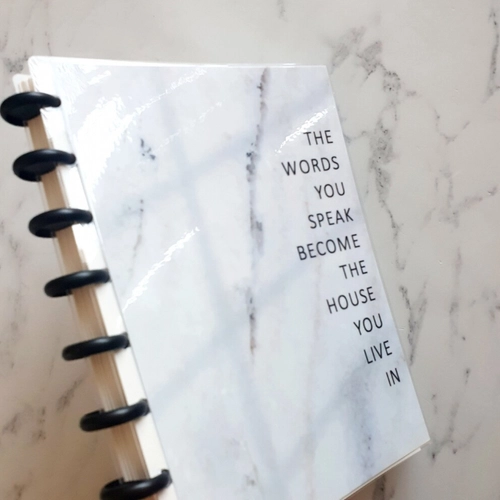 THE
WORDS
YOU
SPEAK
BECOME
THE
HOUSE
YOU
LIVE
IN